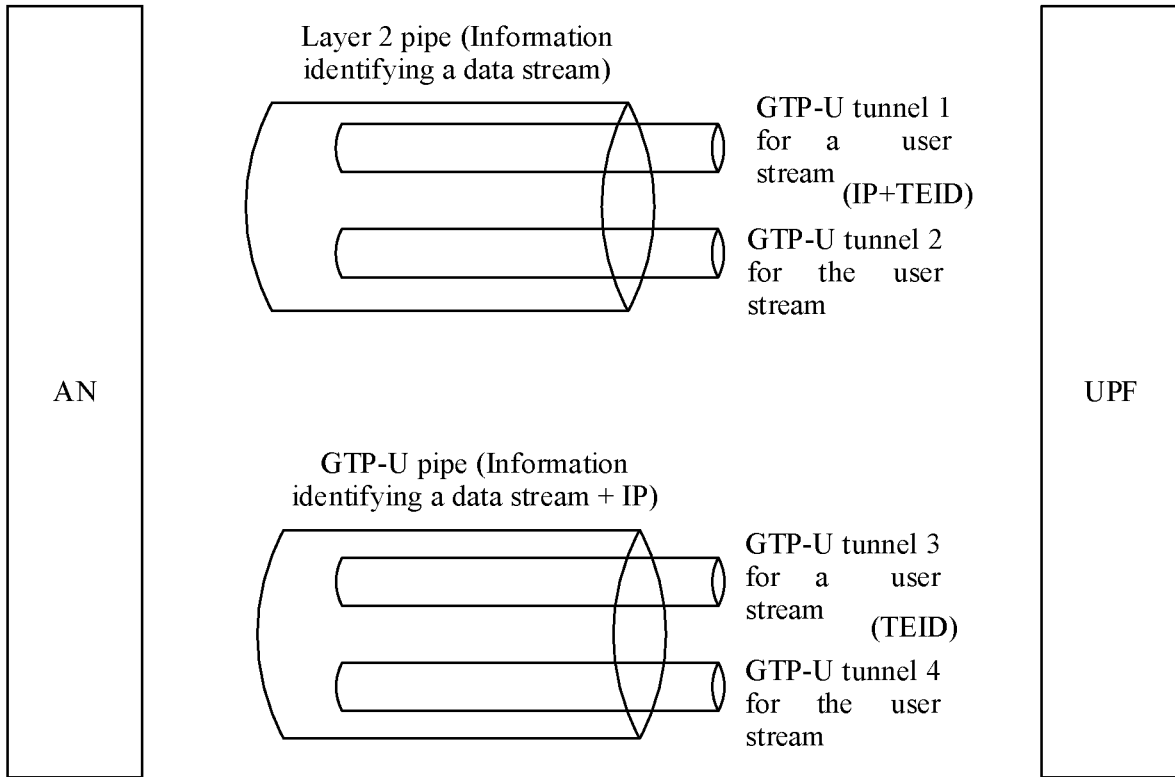 Layer 2 pipe (Information
identifying a data stream)
GTP-U tunnel 1
for a user
stream
(IP+TEID)
GTP-U tunnel 2
for the user
stream
AN
UPF
GTP-U pipe (Information
identifying a data stream + IP)
GTP-U tunnel 3
for a user
stream
(TEID)
GTP-U tunnel 4
for the user
stream